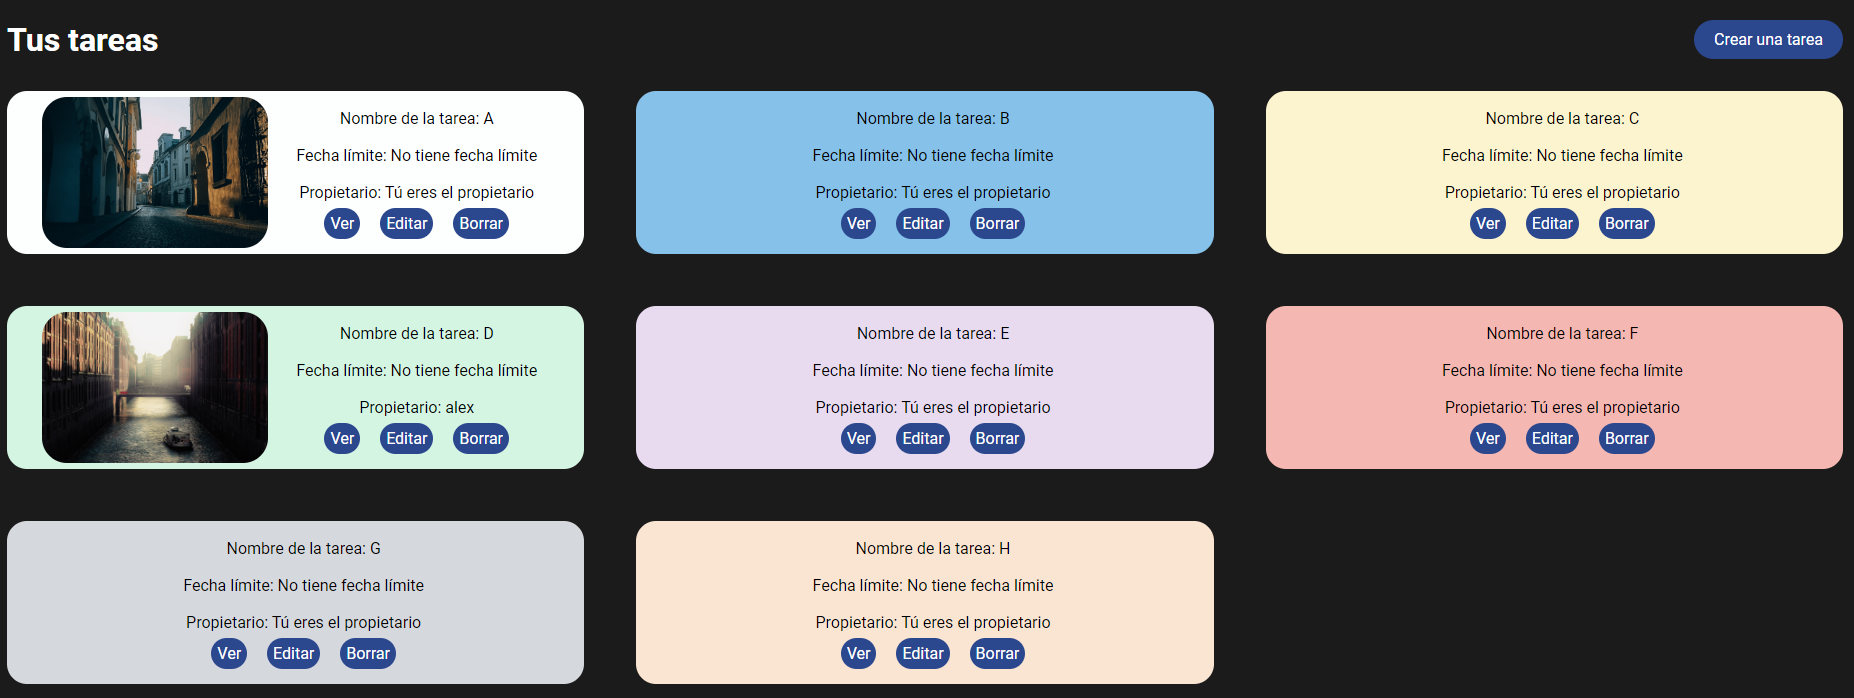 Tus tareas
Crear una tarea
Nombre de la tarea: A
Fecha límite: No tiene fecha límite
Propietario: Tú eres el propietario
Ver Editar Borrar
Nombre de la tarea: B
Fecha límite: No tiene fecha límite
Propietario: Tú eres el propietario
Ver Editar Borrar
Nombre de la tarea: C
Fecha límite: No tiene fecha límite
Propietario: Tú eres el propietario
Ver Editar Borrar
Nombre de la tarea: D
Fecha límite: No tiene fecha límite
Propietario: alex
Ver Editar Borrar
Nombre de la tarea: E
Fecha límite: No tiene fecha límite
Propietario: Tú eres el propietario
Ver Editar Borrar
Nombre de la tarea: F
Fecha límite: No tiene fecha límite
Propietario: Tú eres el propietario
Ver Editar Borrar
Nombre de la tarea: G
Fecha límite: No tiene fecha límite
Propietario: Tú eres el propietario
Ver Editar Borrar
Nombre de la tarea: H
Fecha límite: No tiene fecha límite
Propietario: Tú eres el propietario
Ver Editar Borrar